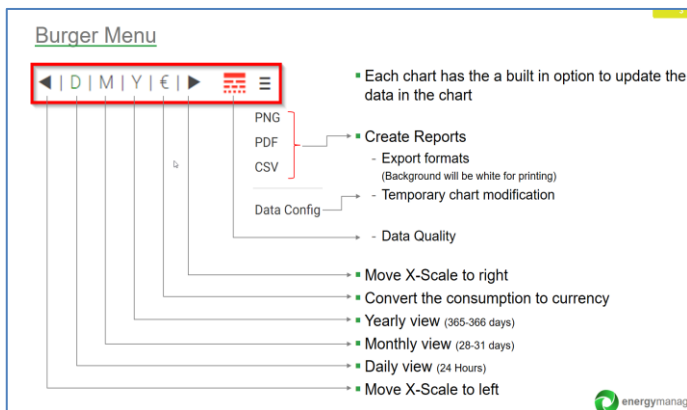 Burger Menu
◀ | D | M | Y | € | ▶ ☰
Each chart has the a built in option to update the
data in the chart
PNG
PDF
CSV
Create Reports
- Export formats
(Background will be white for printing)
- Temporary chart modification
Data Config
- Data Quality
Move X-Scale to right
Convert the consumption to currency
Yearly view (365-366 days)
Monthly view (28-31 days)
Daily view (24 Hours)
Move X-Scale to left
energymanag